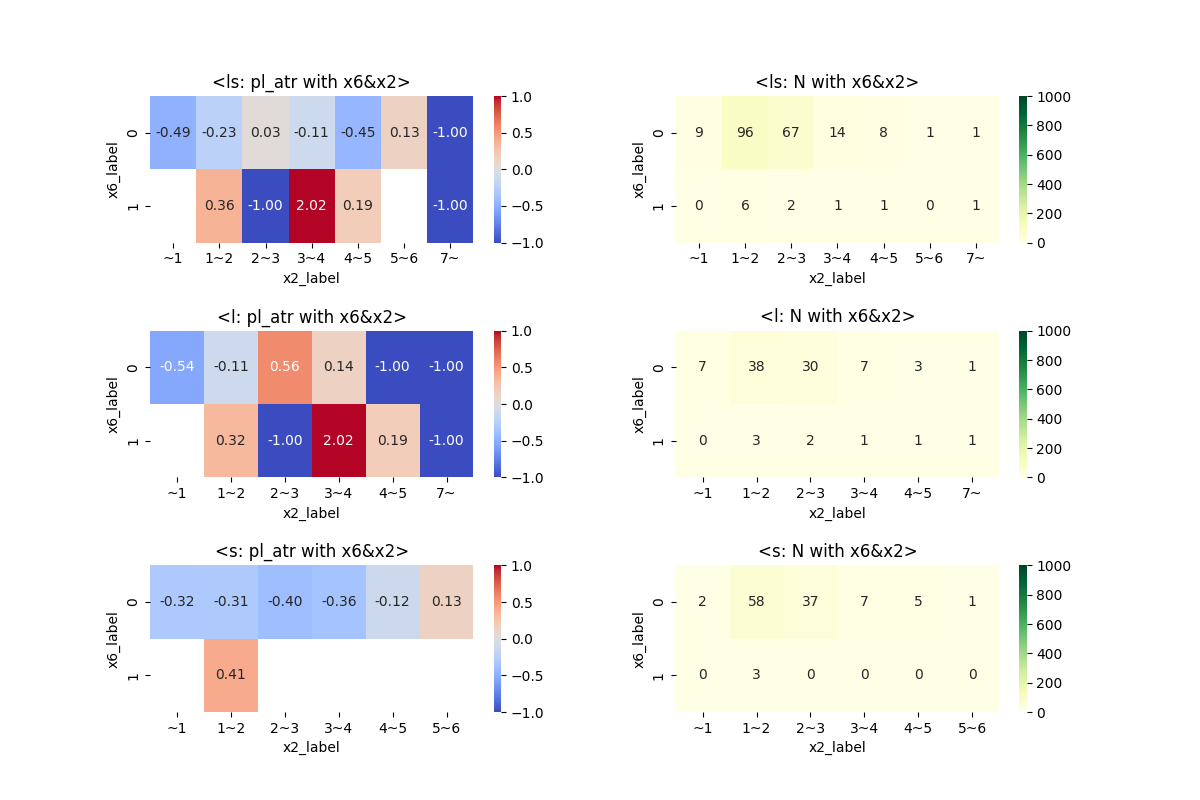 <ls: pl_atr with x6&x2>
x6_label
0 -0.49 -0.23 0.03 -0.11 -0.45 0.13 -1.00
1 0.36 -1.00 2.02 0.19 -1.00
~1 1~2 2~3 3~4 4~5 5~6 7~
x2_label
1.0
0.5
0.0
−0.5
−1.0
<ls: N with x6&x2>
x6_label
0 9 96 67 14 8 1 1
1 0 6 2 1 1 0 1
~1 1~2 2~3 3~4 4~5 5~6 7~
x2_label
1000
800
600
400
200
0
<l: pl_atr with x6&x2>
x6_label
0 -0.54 -0.11 0.56 0.14 -1.00 -1.00
1 0.32 -1.00 2.02 0.19 -1.00
~1 1~2 2~3 3~4 4~5 7~
x2_label
1.0
0.5
0.0
−0.5
−1.0
<l: N with x6&x2>
x6_label
0 7 38 30 7 3 1
1 0 3 2 1 1 1
~1 1~2 2~3 3~4 4~5 7~
x2_label
1000
800
600
400
200
0
<s: pl_atr with x6&x2>
x6_label
0 -0.32 -0.31 -0.40 -0.36 -0.12 0.13
1 0.41
~1 1~2 2~3 3~4 4~5 5~6
x2_label
1.0
0.5
0.0
−0.5
−1.0
<s: N with x6&x2>
x6_label
0 2 58 37 7 5 1
1 0 3 0 0 0 0
~1 1~2 2~3 3~4 4~5 5~6
x2_label
1000
800
600
400
200
0